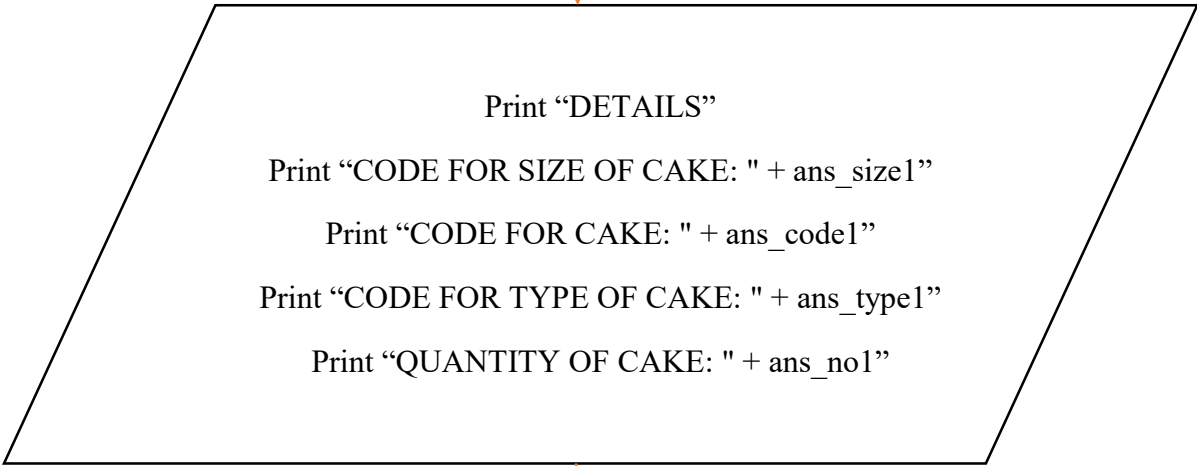 Print “DETAILS”
Print “CODE FOR SIZE OF CAKE: " + ans_size1”
Print “CODE FOR CAKE: " + ans_code1”
Print “CODE FOR TYPE OF CAKE: " + ans_type1”
Print “QUANTITY OF CAKE: " + ans_no1”